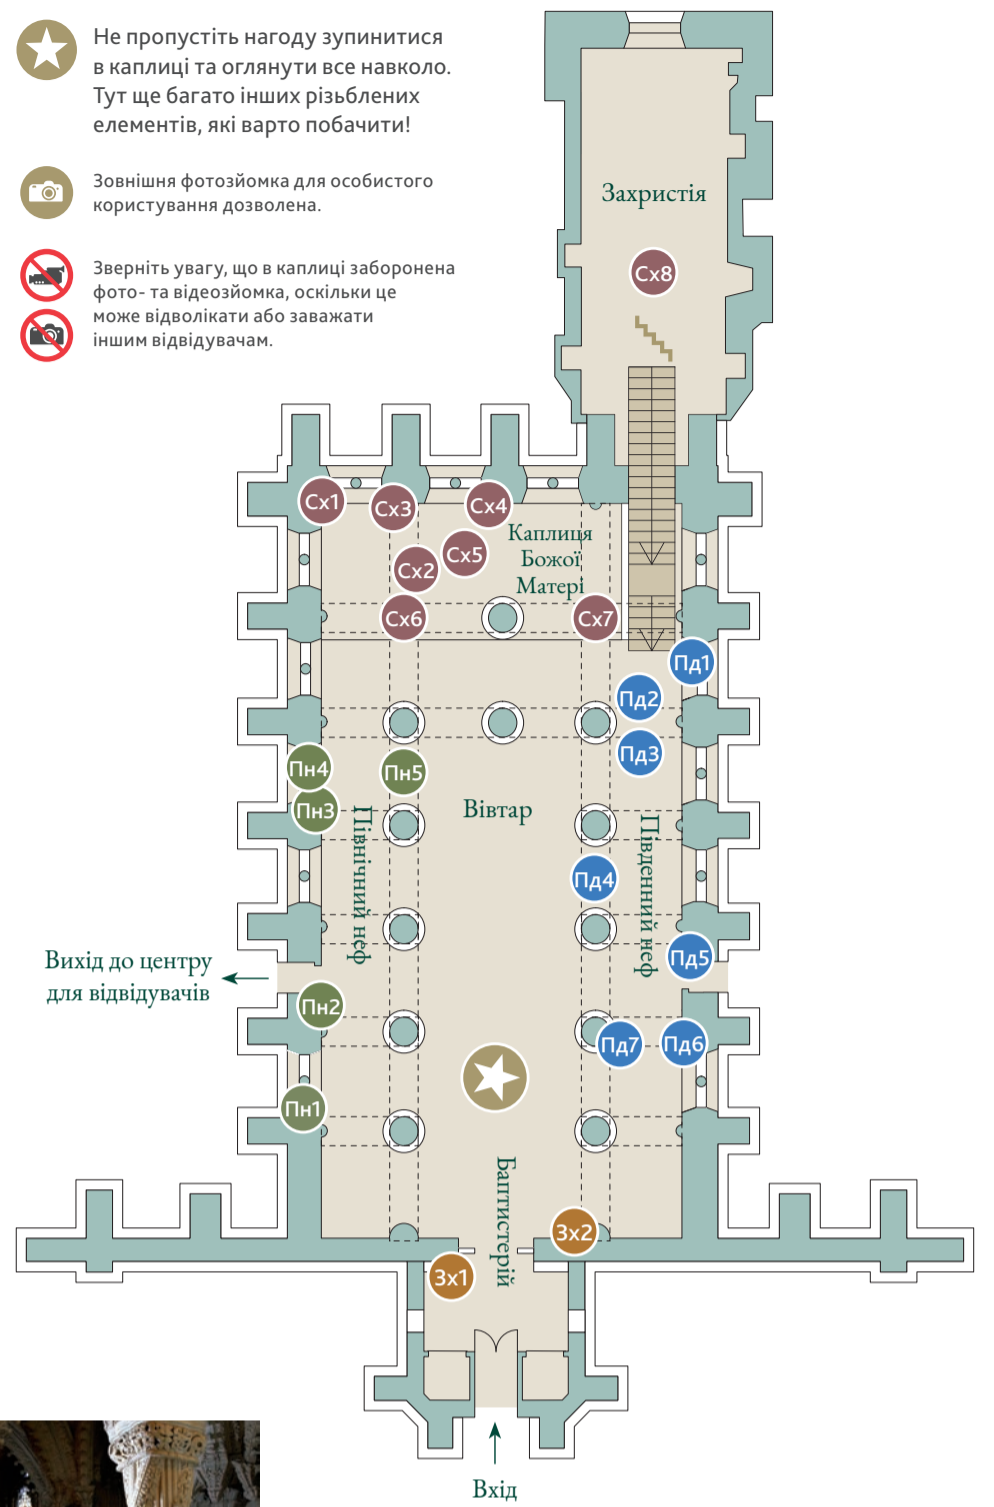 Не пропустіть нагоду зупинитися
в каплиці та оглянути все навколо.
Тут ще багато інших різьблених
елементів, які варто побачити!
Зовнішня фотозйомка для особистого
користування дозволена.
Зверніть увагу, що в каплиці заборонена
фото- та відеозйомка, оскільки це
може відволікати або заважати
іншим відвідувачам.
Захристія
Сх8
Сх1
Сх3
Сх4
Каплиця
Божої
Матері
Сх5
Сх2
Сх6
Сх7
Пд1
Пд2
Пд3
Пн4
Пн5
Пн3
Вівтар
Північний неф
Південний неф
Пд4
Пд5
Вихід до центру
для відвідувачів
Пн2
Пд7
Пд6
Пн1
Баптистерій
Зх2
Зх1
Вхід